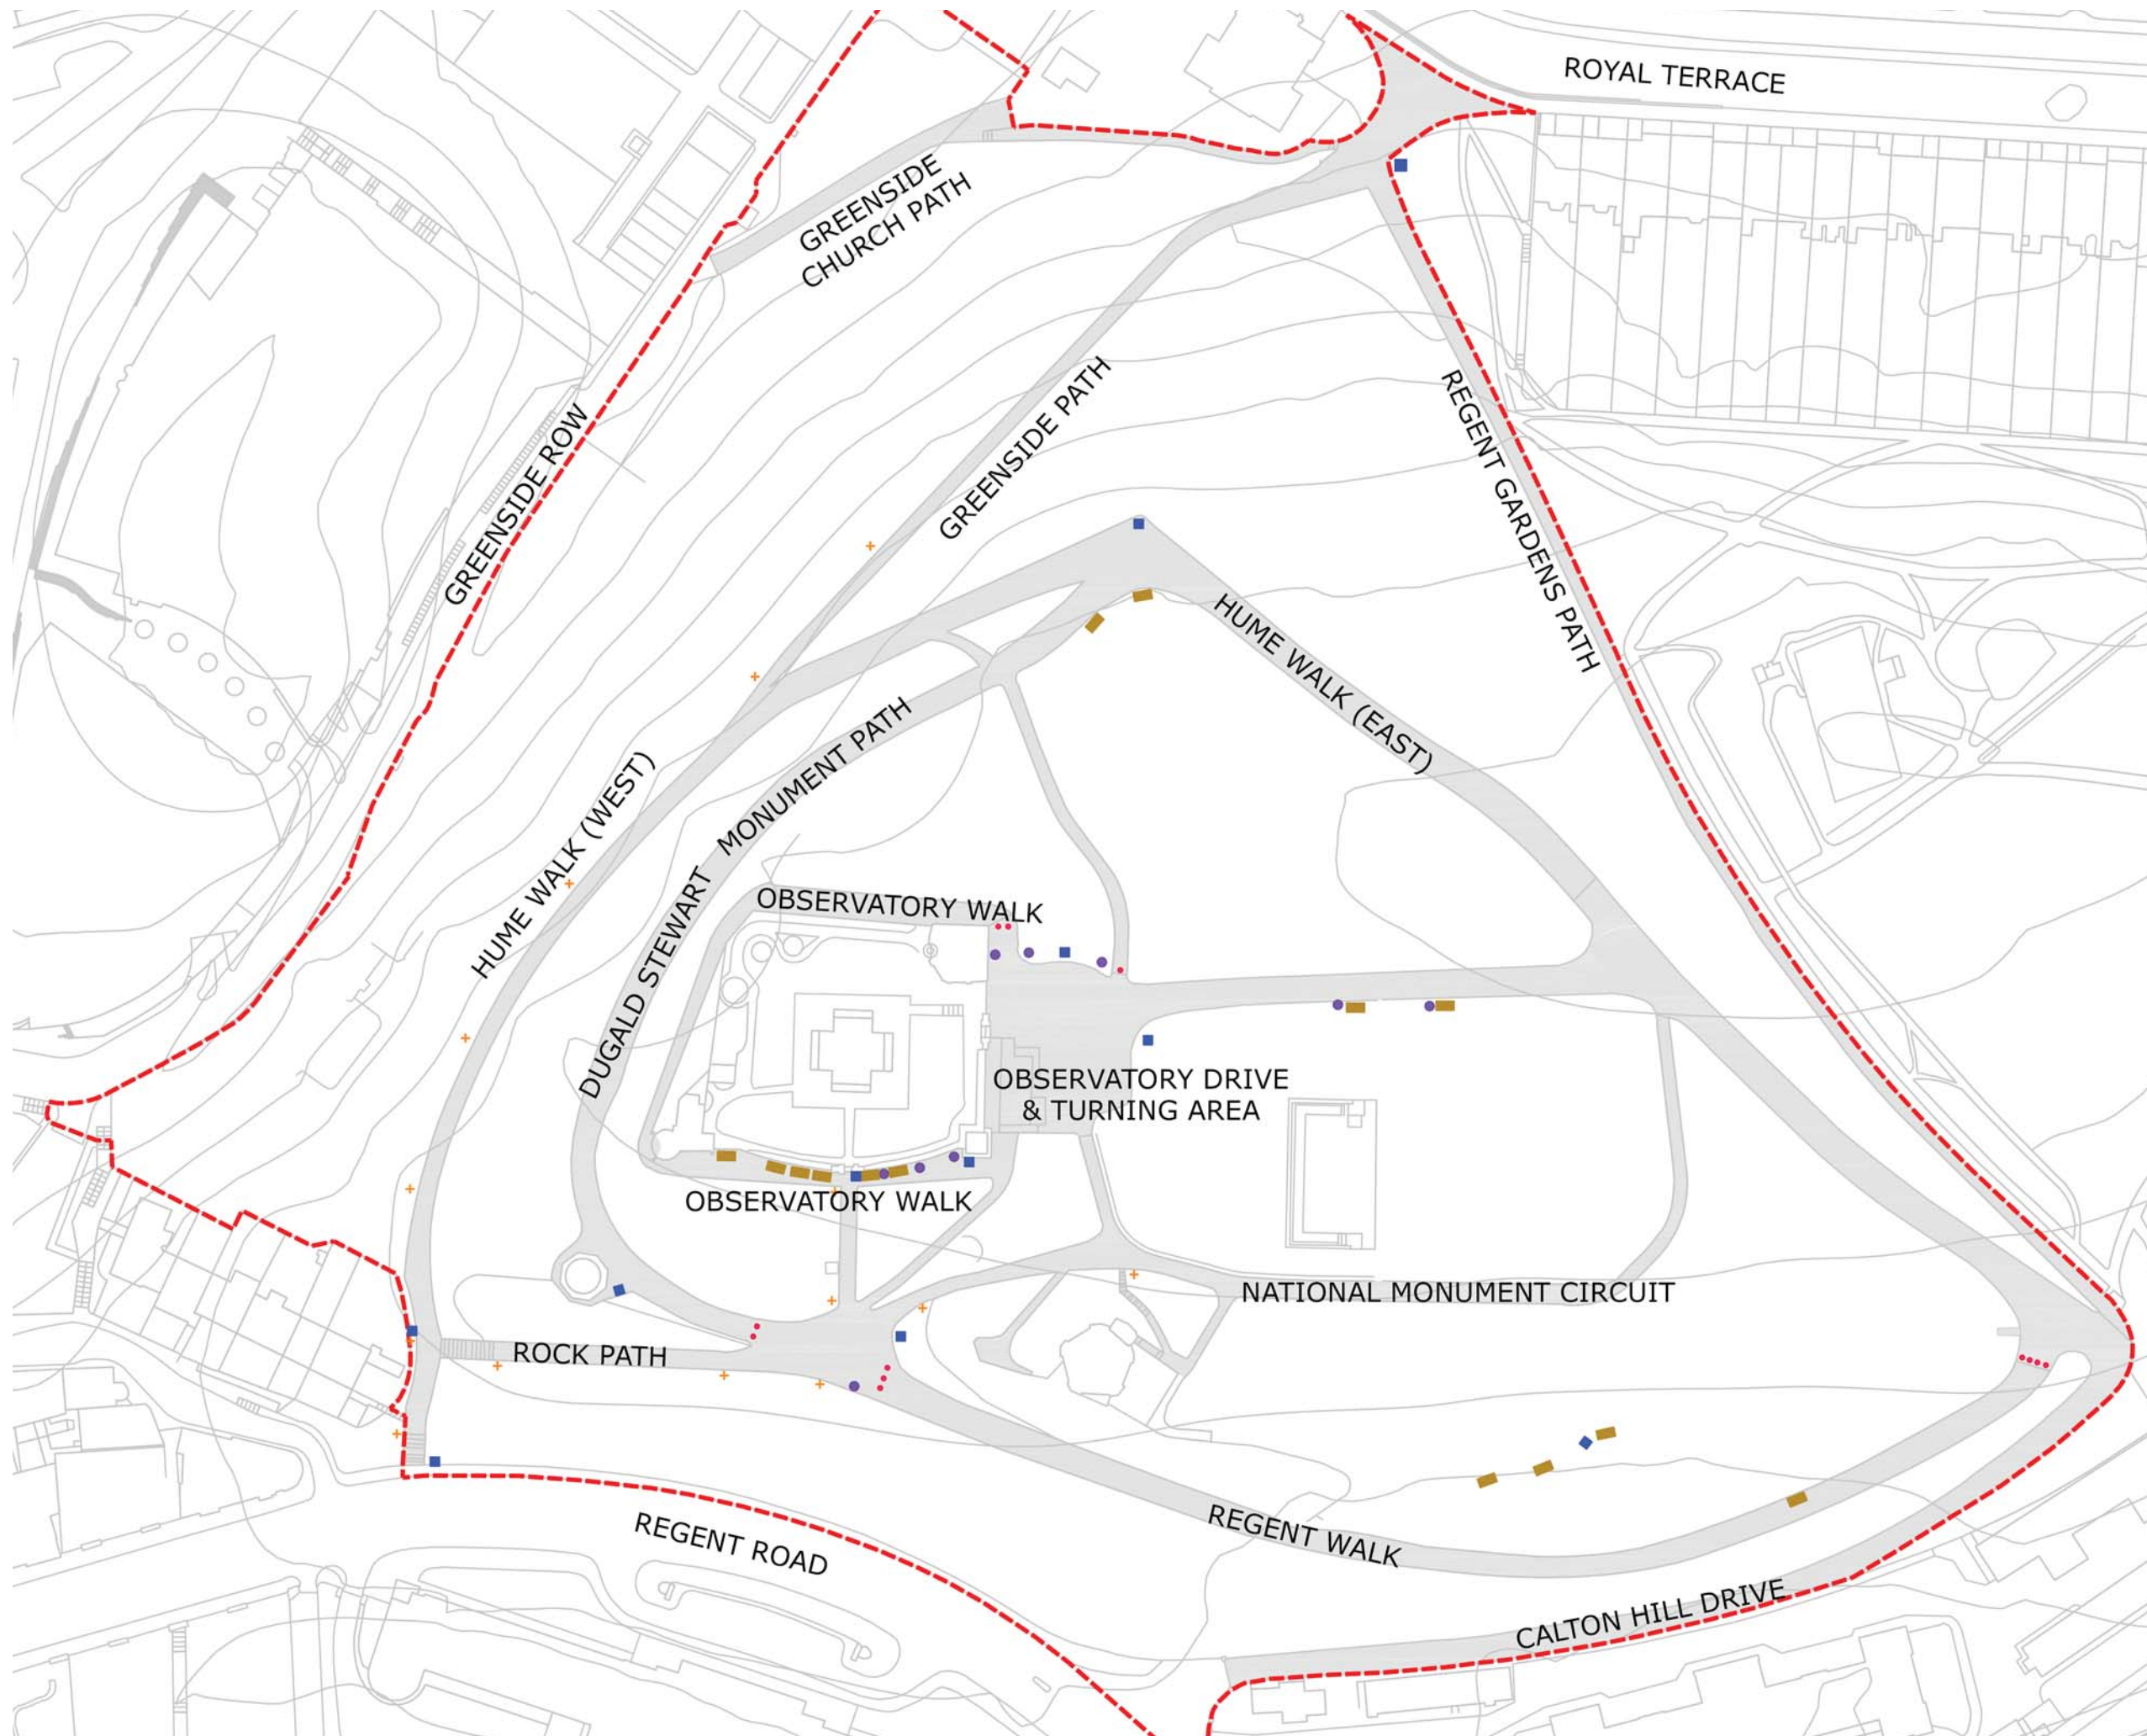 ROYAL TERRACE
GREENSIDE
CHURCH PATH
GREENSIDE ROW
GREENSIDE PATH
REGENT GARDENS PATH
HUME WALK (EAST)
HUME WALK (WEST)
DUGALD STEWART MONUMENT PATH
OBSERVATORY WALK
OBSERVATORY DRIVE
& TURNING AREA
OBSERVATORY WALK
NATIONAL MONUMENT CIRCUIT
ROCK PATH
REGENT WALK
REGENT ROAD
CALTON HILL DRIVE